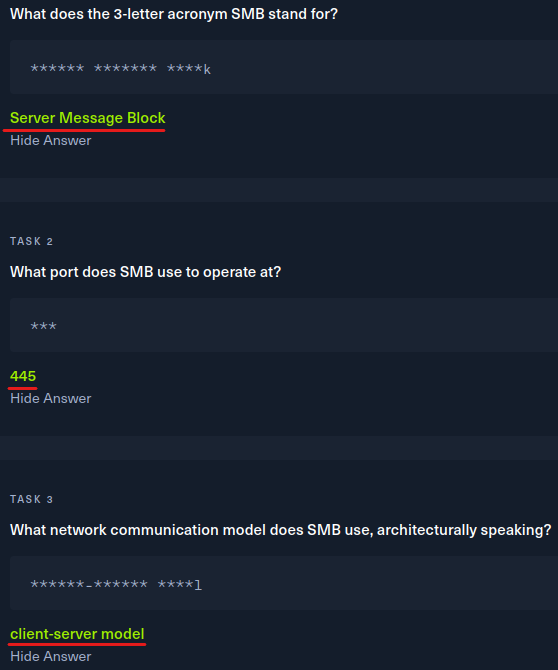 What does the 3-letter acronym SMB stand for?
****** ******* ****k
Server Message Block
Hide Answer
TASK 2
What port does SMB use to operate at?
***
445
Hide Answer
TASK 3
What network communication model does SMB use, architecturally speaking?
******-****** ****l
client-server model
Hide Answer